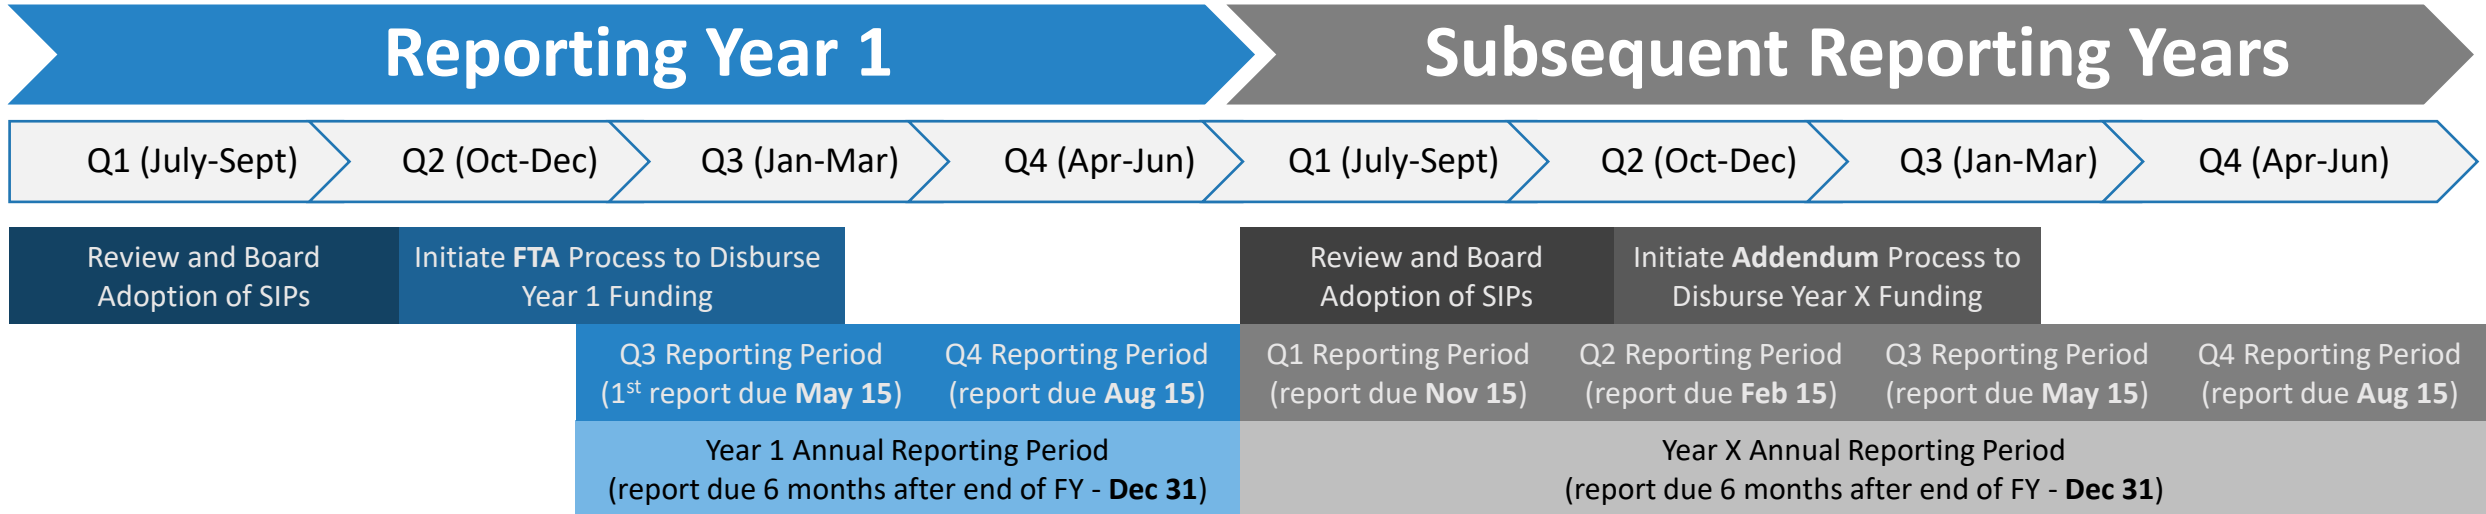 Reporting Year 1
Subsequent Reporting Years
Q1 (July-Sept)
Q2 (Oct-Dec)
Q3 (Jan-Mar)
Q4 (Apr-Jun)
Q1 (July-Sept)
Q2 (Oct-Dec)
Q3 (Jan-Mar)
Q4 (Apr-Jun)
Review and Board
Adoption of SIPs
Initiate FTA Process to Disburse
Year 1 Funding
Review and Board
Adoption of SIPs
Initiate Addendum Process to
Disburse Year X Funding
Q3 Reporting Period
(1st report due May 15)
Q4 Reporting Period
(report due Aug 15)
Q1 Reporting Period
(report due Nov 15)
Q2 Reporting Period
(report due Feb 15)
Q3 Reporting Period
(report due May 15)
Q4 Reporting Period
(report due Aug 15)
Year 1 Annual Reporting Period
(report due 6 months after end of FY - Dec 31)
Year X Annual Reporting Period
(report due 6 months after end of FY - Dec 31)